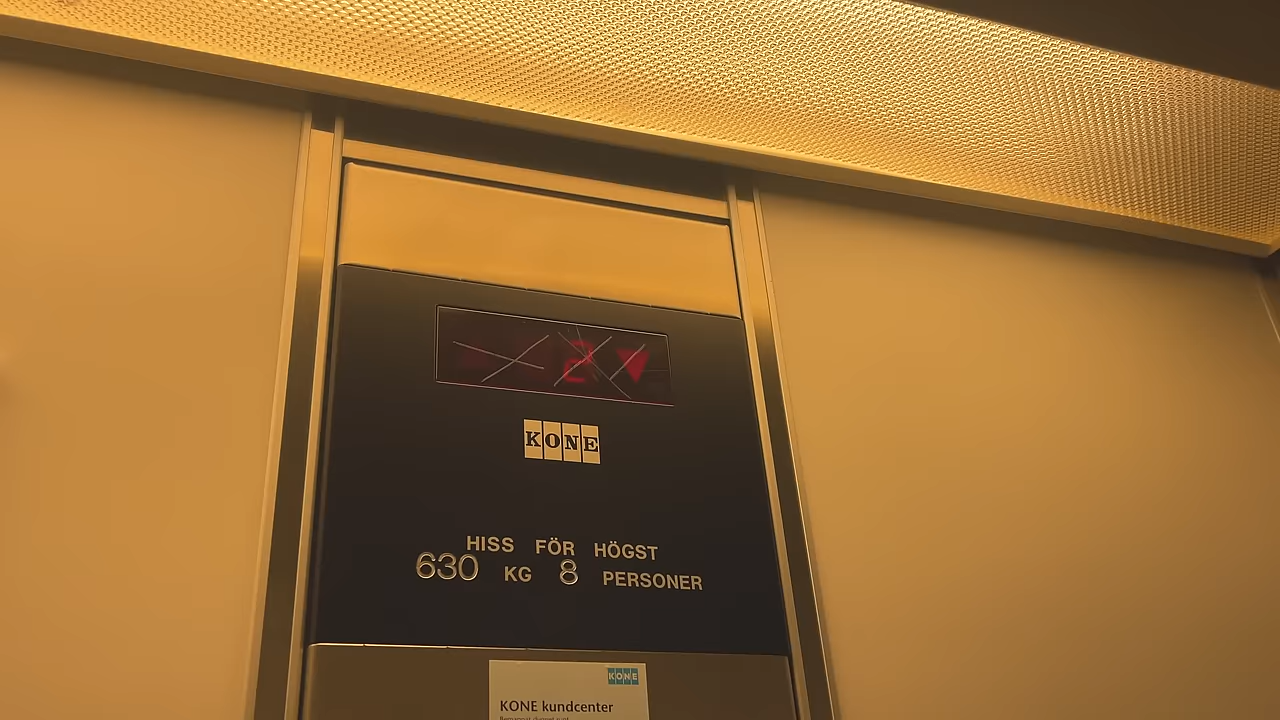 2
KONE
HISS FÖR HÖGST
630 KG 8 PERSONER
KONE
KONE kundcenter